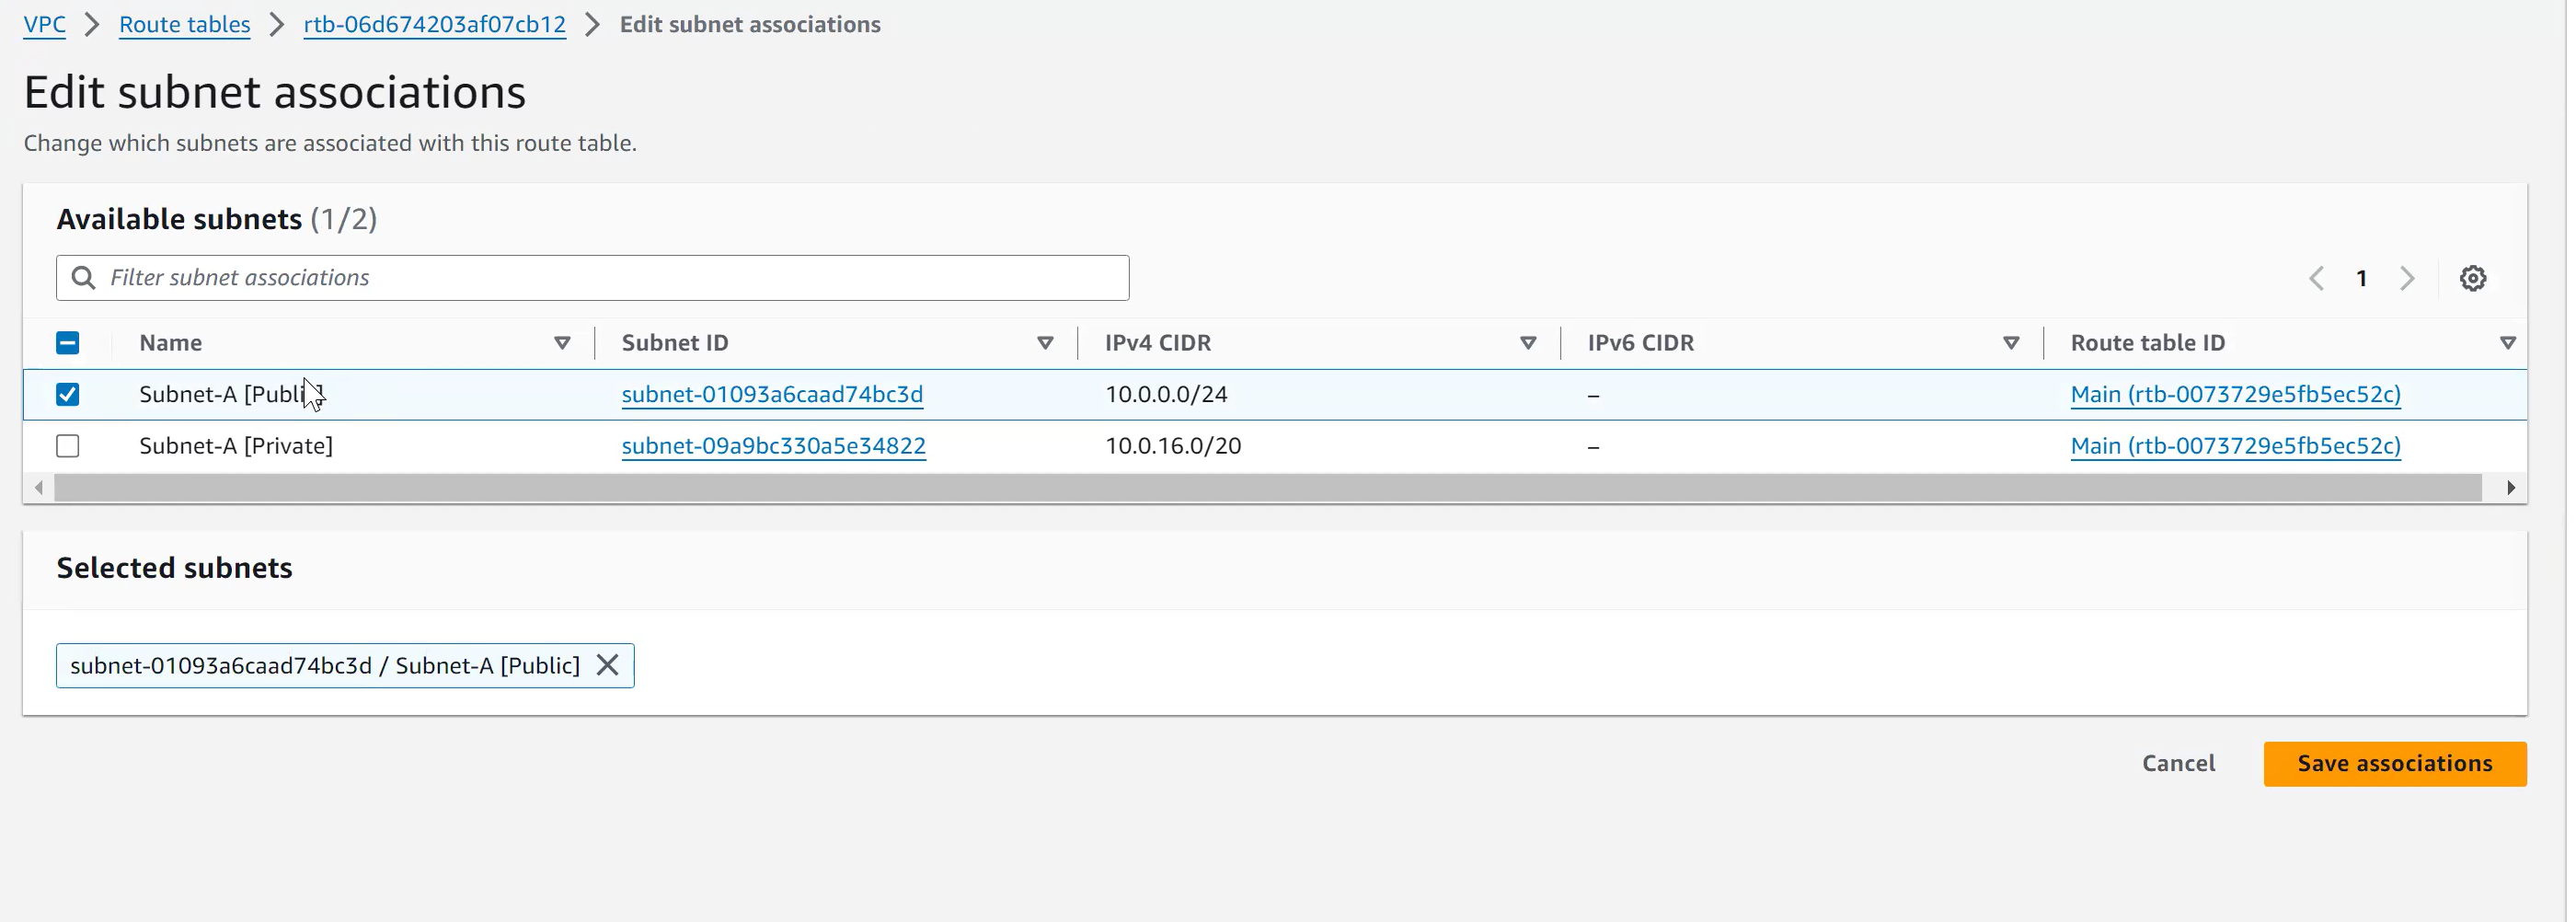 VPC > Route tables > rtb-06d674203af07cb12 > Edit subnet associations
Edit subnet associations
Change which subnets are associated with this route table.
Available subnets (1/2)
Filter subnet associations
1
Name Subnet ID IPv4 CIDR IPv6 CIDR Route table ID
Subnet-A [Public] subnet-01093a6caad74bc3d 10.0.0.0/24 – Main (rtb-0073729e5fb5ec52c)
Subnet-A [Private] subnet-09a9bc330a5e34822 10.0.16.0/20 – Main (rtb-0073729e5fb5ec52c)
Selected subnets
subnet-01093a6caad74bc3d / Subnet-A [Public]
Cancel Save associations